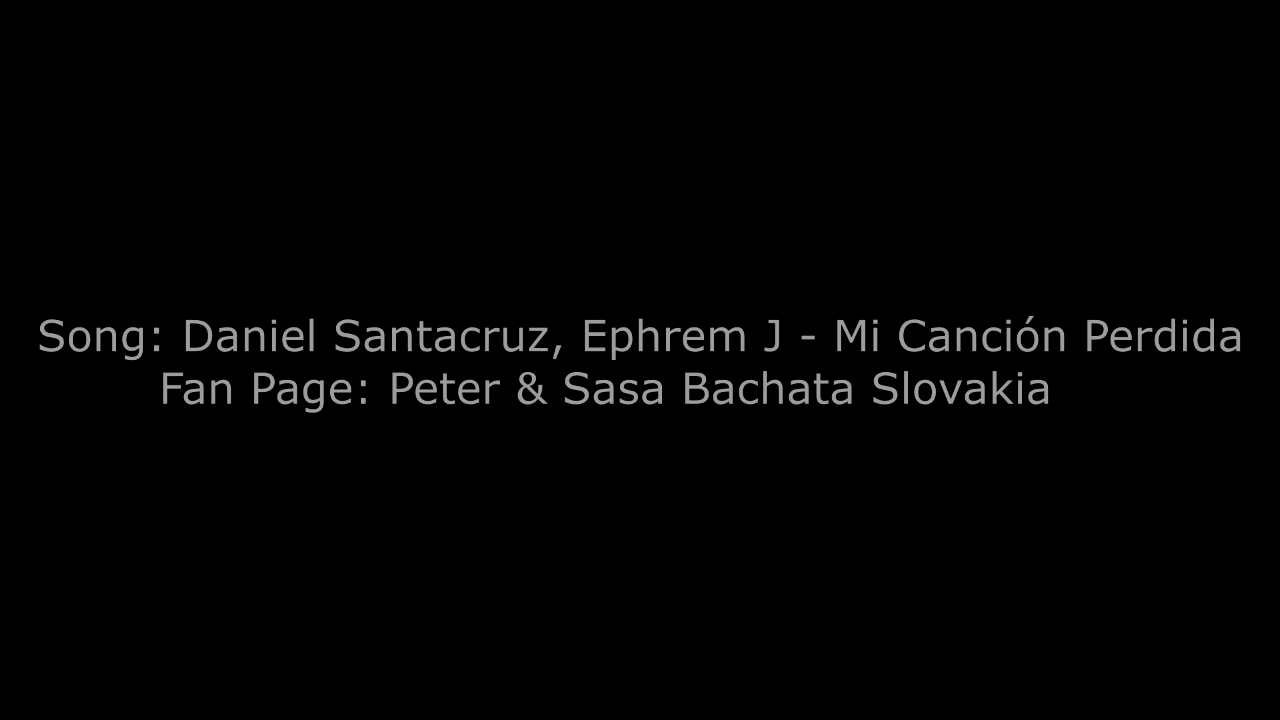 Song: Daniel Santacruz, Ephrem J - Mi Canción Perdida
Fan Page: Peter & Sasa Bachata Slovakia